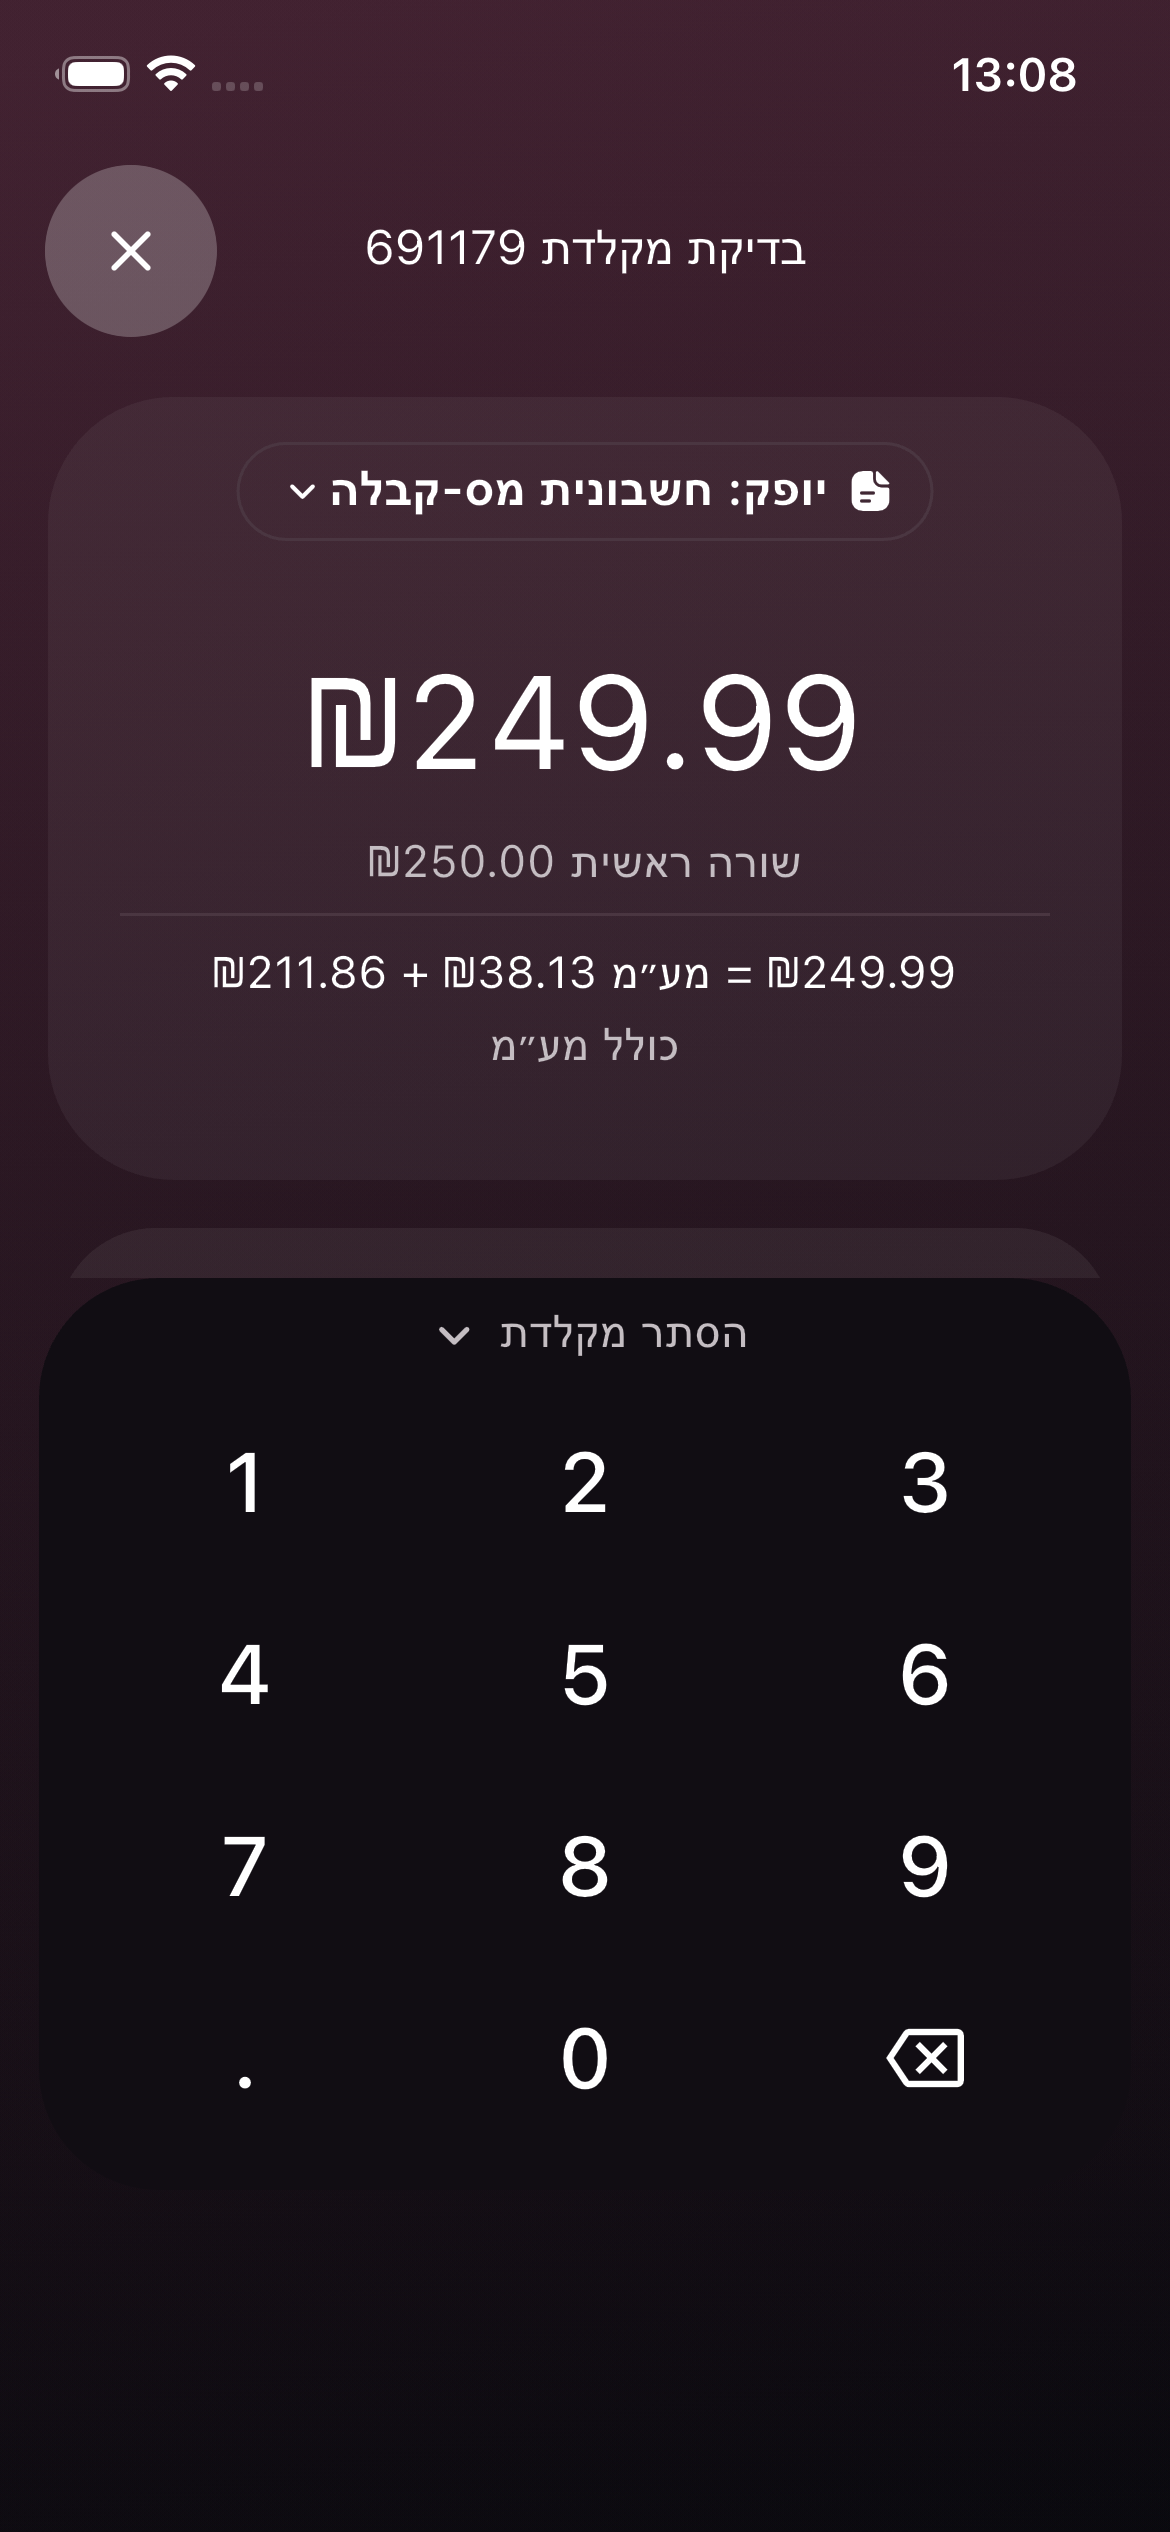 13:08
בדיקת מקלדת 691179
יופק: חשבונית מס-קבלה
₪249.99
שורה ראשית ₪250.00
₪211.86 + ₪38.13 מע״מ = ₪249.99
כולל מע״מ
הסתר מקלדת
1 2 3
4 5 6
7 8 9
. 0